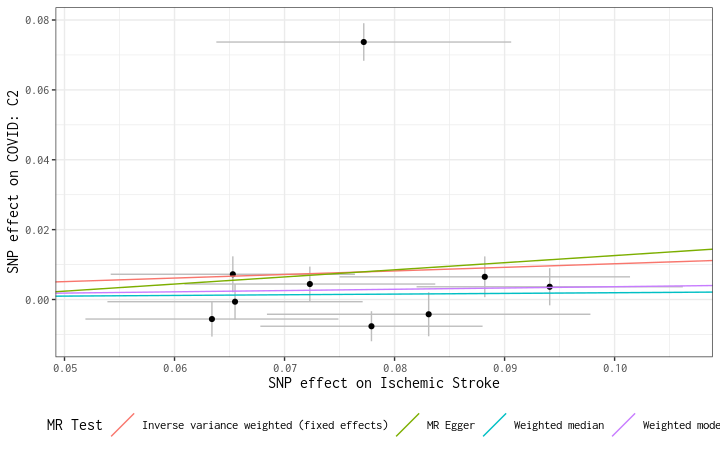 0.08
0.06
0.04
0.02
0.00
SNP effect on COVID: C2
0.05 0.06 0.07 0.08 0.09 0.10
SNP effect on Ischemic Stroke
MR Test Inverse variance weighted (fixed effects) MR Egger Weighted median Weighted mode